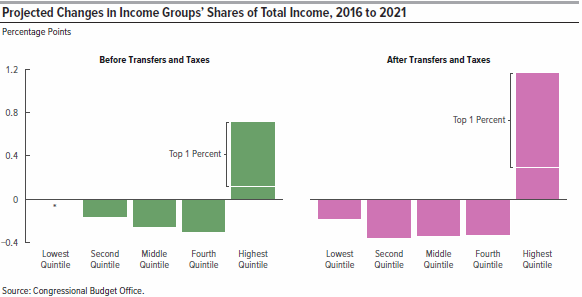 Projected Changes in Income Groups' Shares of Total Income, 2016 to 2021
Percentage Points
Before Transfers and Taxes
After Transfers and Taxes
1.2
0.8
0.4
0
-0.4
Top 1 Percent
Top 1 Percent
*
Lowest Quintile
Second Quintile
Middle Quintile
Fourth Quintile
Highest Quintile
Lowest Quintile
Second Quintile
Middle Quintile
Fourth Quintile
Highest Quintile
Source: Congressional Budget Office.